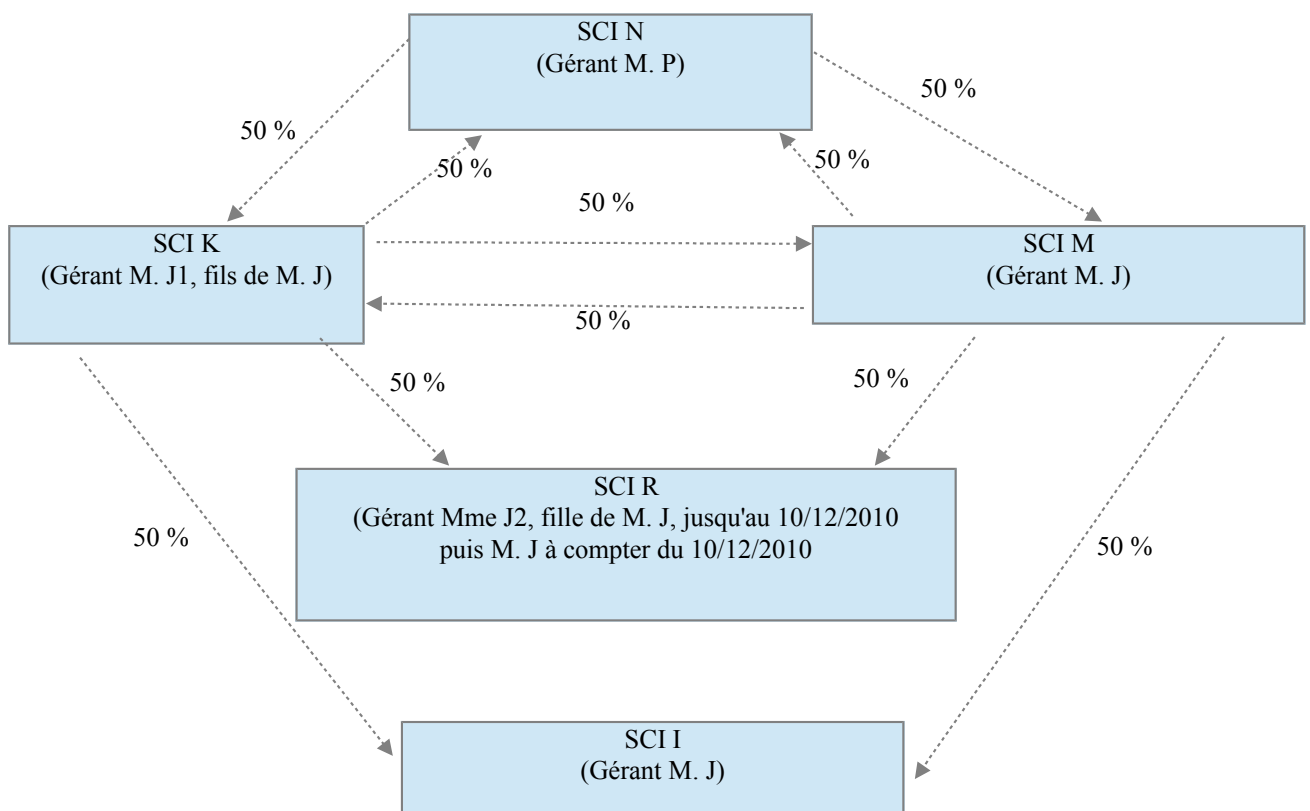 SCI N
(Gérant M. P)
50 %
50 %
50 %
50 %
50 %
SCI K
(Gérant M. J1, fils de M. J)
SCI M
(Gérant M. J)
50 %
50 %
50 %
SCI R
(Gérant Mme J2, fille de M. J, jusqu'au 10/12/2010
puis M. J à compter du 10/12/2010
50 %
50 %
SCI I
(Gérant M. J)